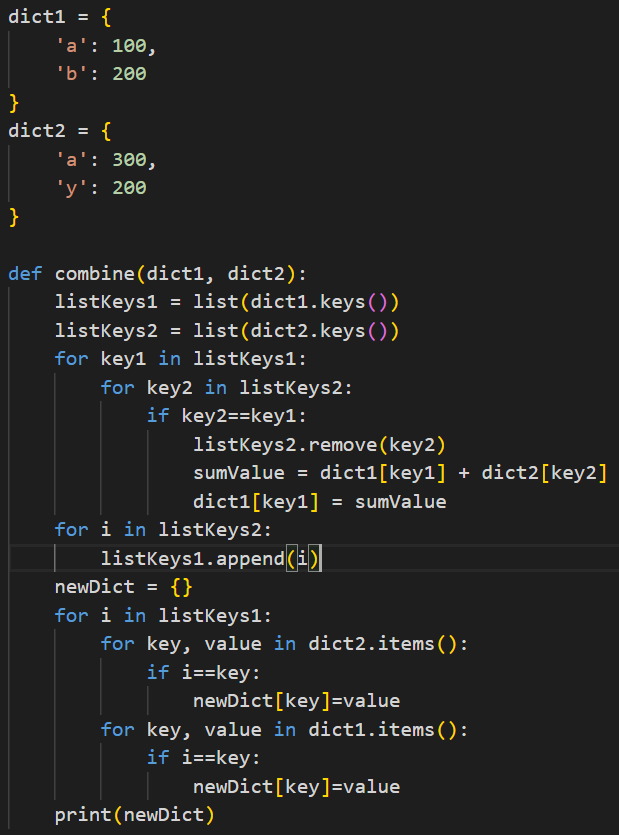 dict1 = {
    'a': 100,
    'b': 200
}
dict2 = {
    'a': 300,
    'y': 200
}

def combine(dict1, dict2):
    listKeys1 = list(dict1.keys())
    listKeys2 = list(dict2.keys())
    for key1 in listKeys1:
        for key2 in listKeys2:
            if key2==key1:
                listKeys2.remove(key2)
                sumValue = dict1[key1] + dict2[key2]
                dict1[key1] = sumValue
    for i in listKeys2:
        listKeys1.append(i)
    newDict = {}
    for i in listKeys1:
        for key, value in dict2.items():
            if i==key:
                newDict[key]=value
        for key, value in dict1.items():
            if i==key:
                newDict[key]=value
    print(newDict)